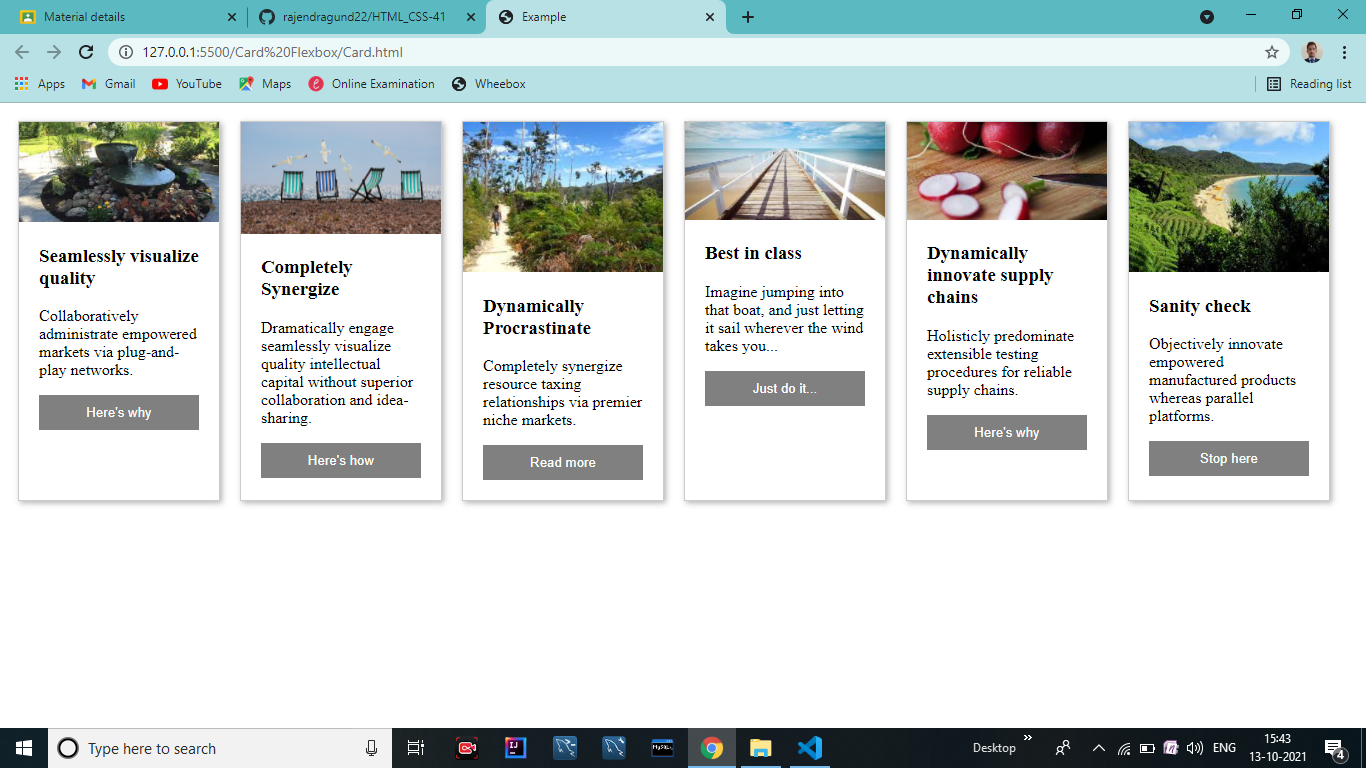 Material details
rajendragund22/HTML_CSS-41
Example
127.0.0.1:5500/Card%20Flexbox/Card.html
Apps
Gmail
YouTube
Maps
Online Examination
Wheebox
Reading list
Seamlessly visualize
quality
Collaboratively
administrate empowered
markets via plug-and-
play networks.
Here's why
Completely
Synergize
Dramatically engage
seamlessly visualize
quality intellectual
capital without superior
collaboration and idea-
sharing.
Here's how
Dynamically
Procrastinate
Completely synergize
resource taxing
relationships via premier
niche markets.
Read more
Best in class
Imagine jumping into
that boat, and just letting
it sail wherever the wind
takes you...
Just do it...
Dynamically
innovate supply
chains
Holisticly predominate
extensible testing
procedures for reliable
supply chains.
Here's why
Sanity check
Objectively innovate
empowered
manufactured products
whereas parallel
platforms.
Stop here
Type here to search
IJ
MySQL
Desktop
ENG
15:43
13-10-2021
4